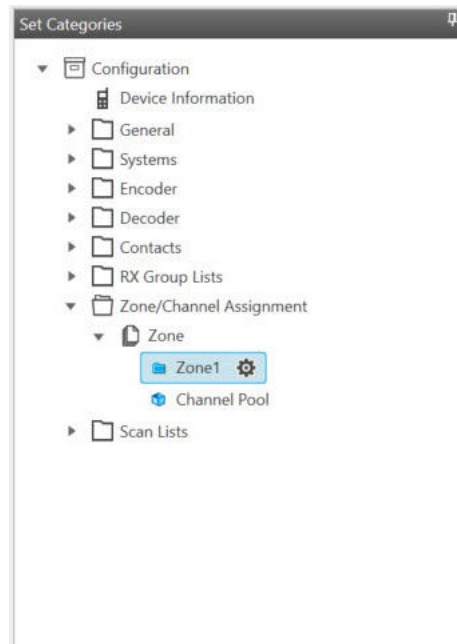 Set Categories
Configuration
Device Information
General
Systems
Encoder
Decoder
Contacts
RX Group Lists
Zone/Channel Assignment
Zone
Zone1
Channel Pool
Scan Lists